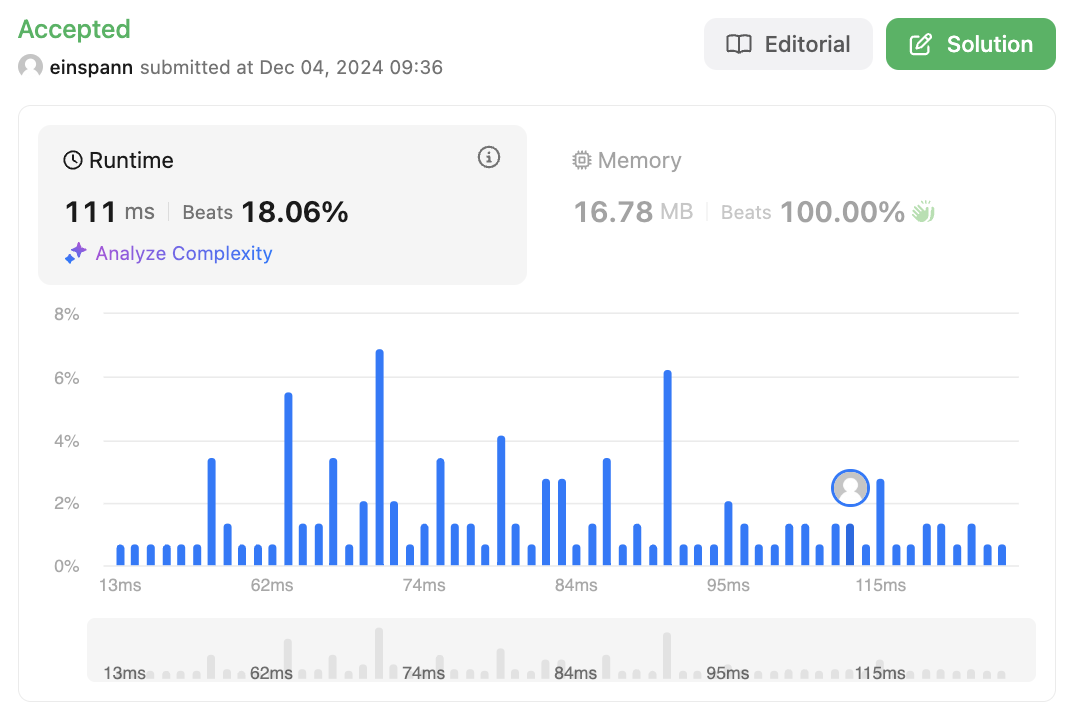 Accepted
einspann submitted at Dec 04, 2024 09:36
Editorial
Solution
Runtime
111 ms Beats 18.06%
Analyze Complexity
Memory
16.78 MB Beats 100.00%
8%
6%
4%
2%
0%
13ms 62ms 74ms 84ms 95ms 115ms
13ms 62ms 74ms 84ms 95ms 115ms